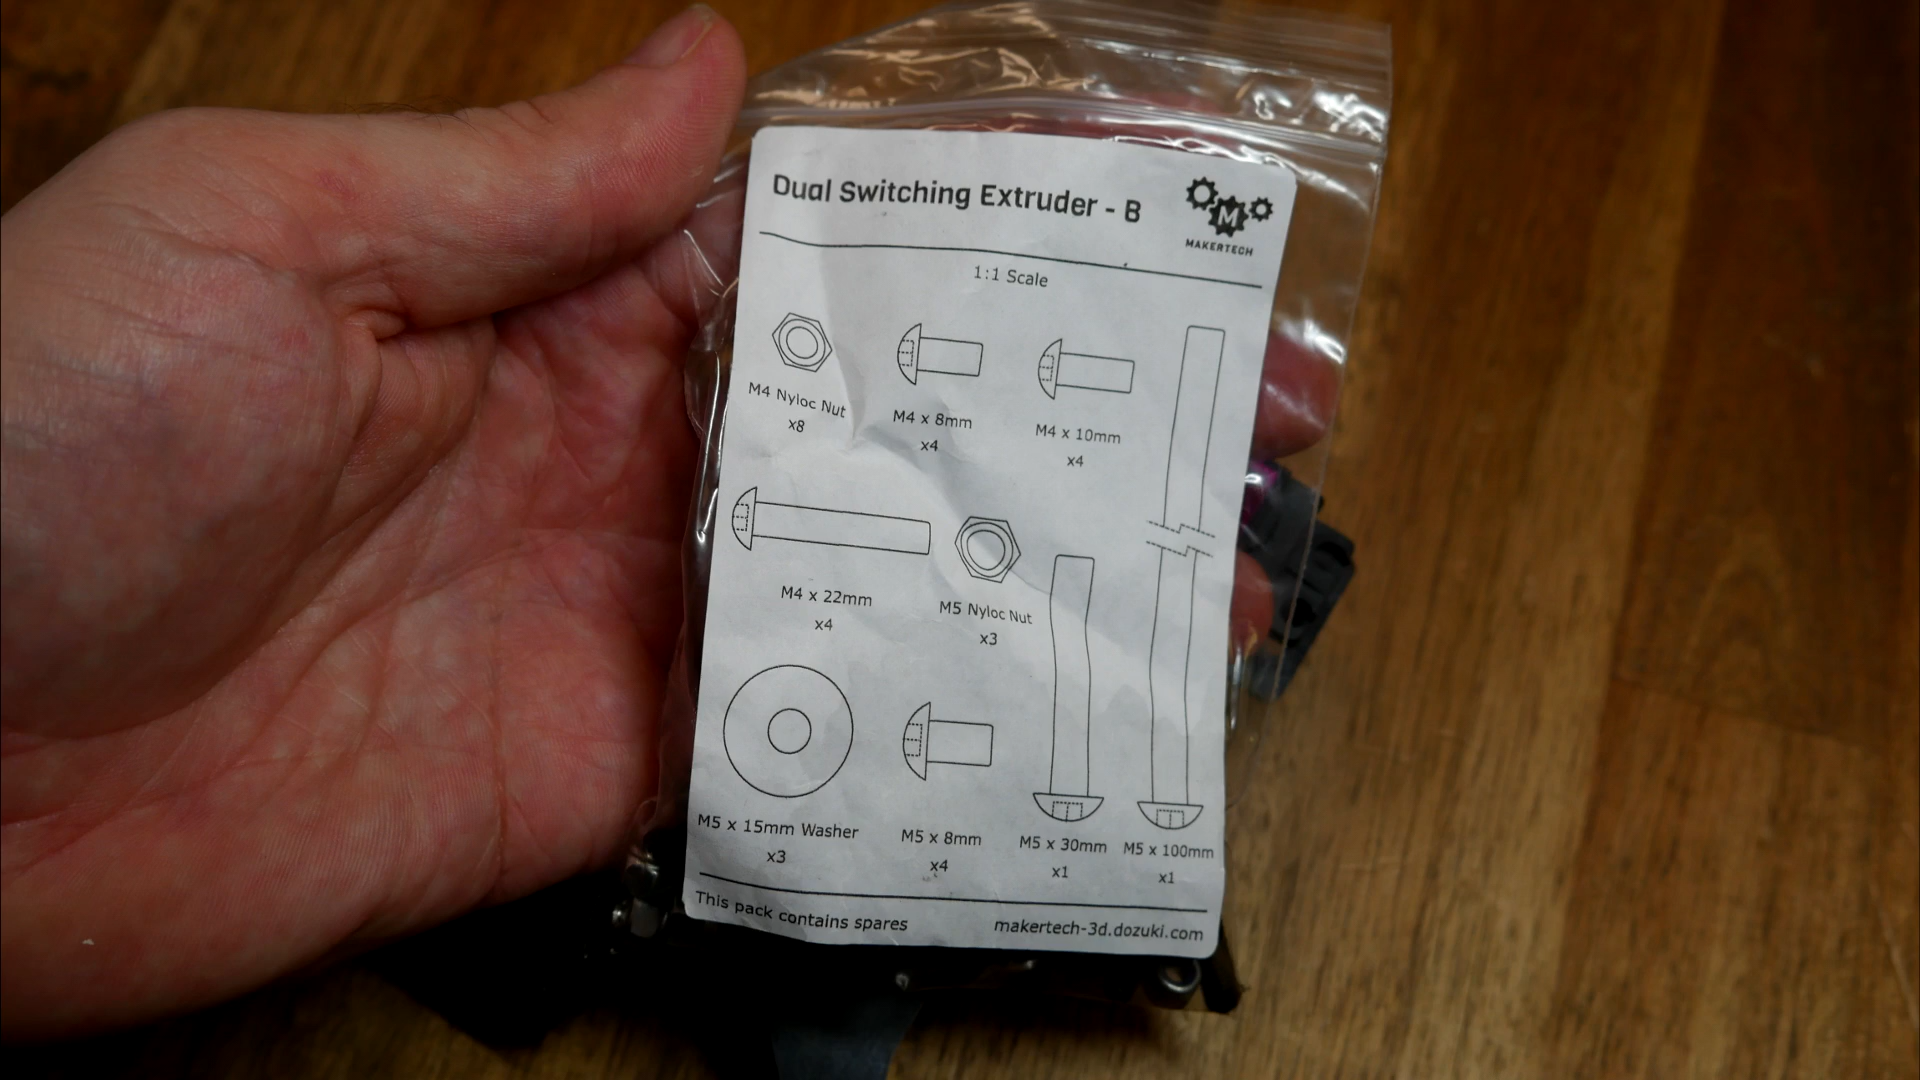 Dual Switching Extruder - B
M
MAKERTECH
1:1 Scale
M4 Nyloc Nut
x8
M4 x 8mm
x4
M4 x 10mm
x4
M4 x 22mm
x4
M5 Nyloc Nut
x3
M5 x 15mm Washer
x3
M5 x 8mm
x4
M5 x 30mm
x1
M5 x 100mm
x1
This pack contains spares
makertech-3d.dozuki.com